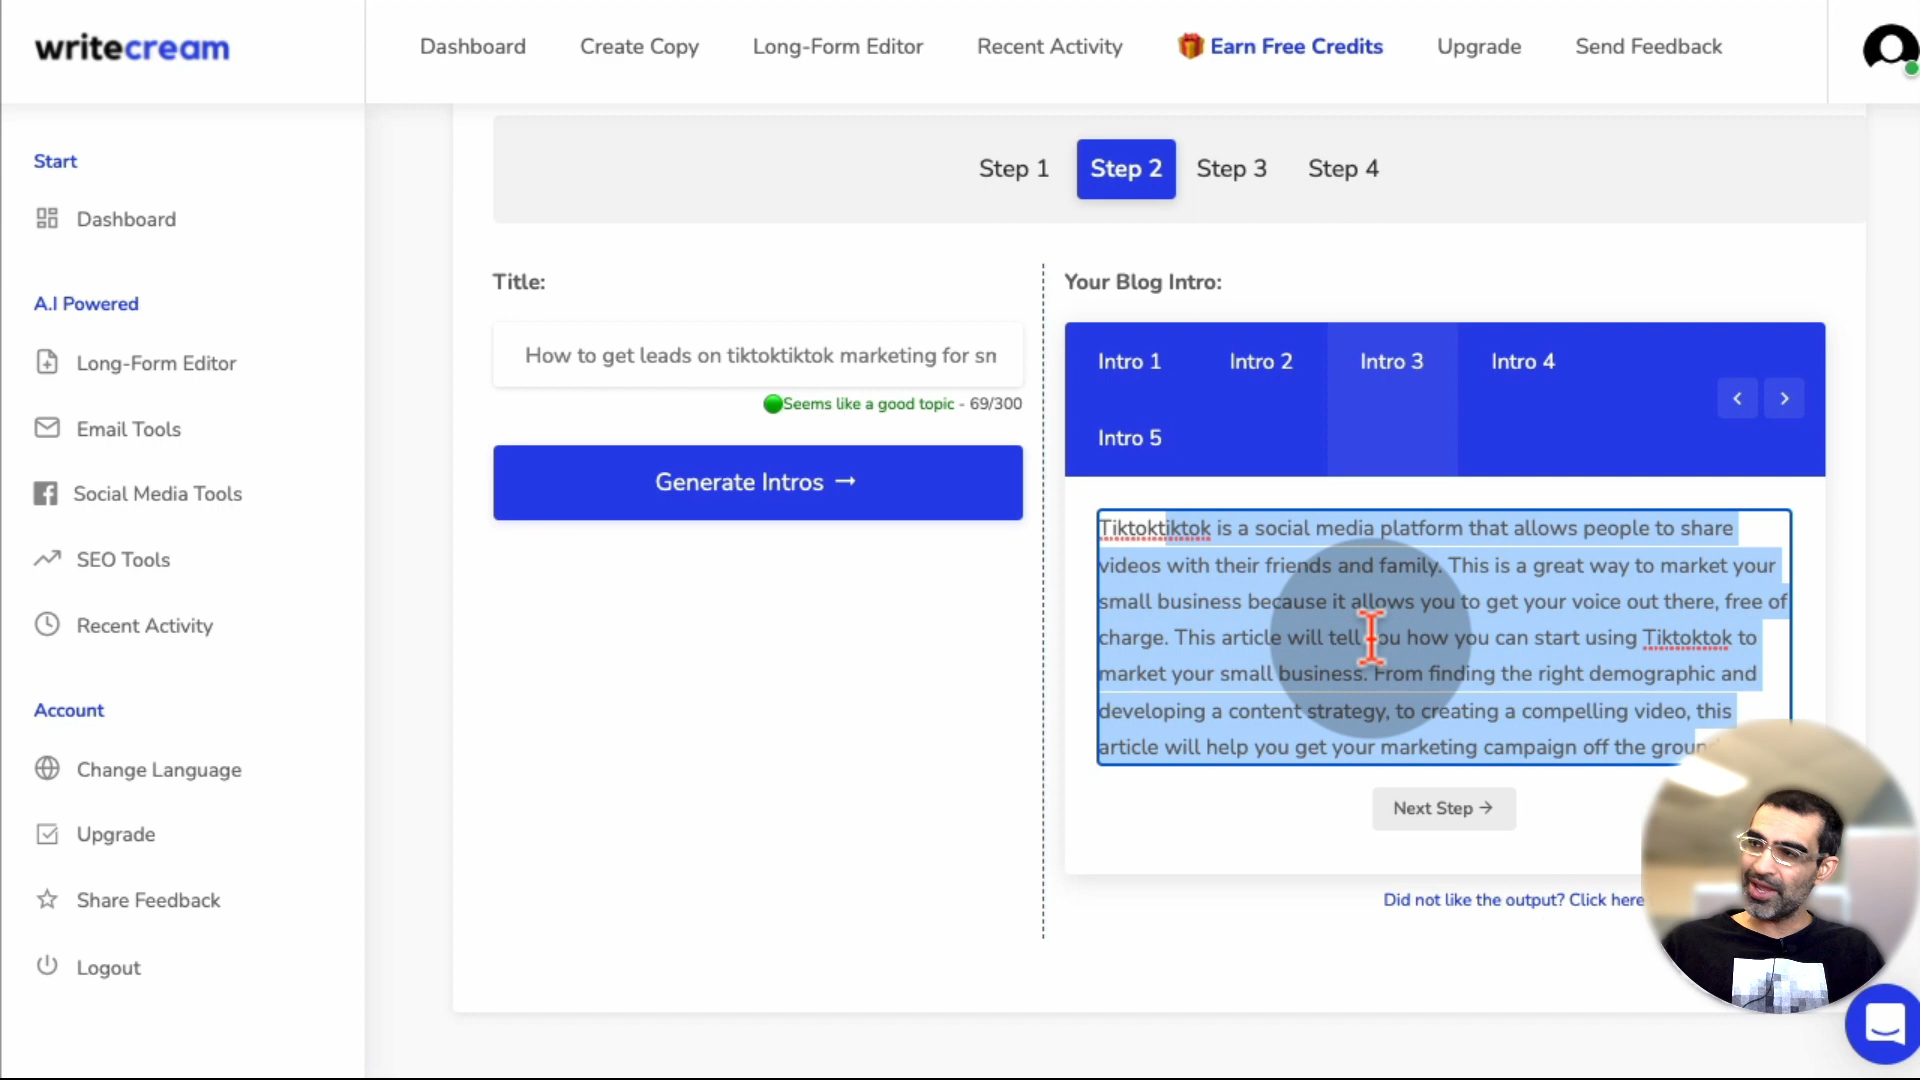 writecream
Dashboard
Create Copy
Long-Form Editor
Recent Activity
Earn Free Credits
Upgrade
Send Feedback
Start
Dashboard
A.I Powered
Long-Form Editor
Email Tools
Social Media Tools
SEO Tools
Recent Activity
Account
Change Language
Upgrade
Share Feedback
Logout
Step 1
Step 2
Step 3
Step 4
Title:
How to get leads on tiktoktiktok marketing for sm
Seems like a good topic - 69/300
Generate Intros →
Your Blog Intro:
Intro 1
Intro 2
Intro 3
Intro 4
Intro 5
Tiktoktiktok is a social media platform that allows people to share
videos with their friends and family. This is a great way to market your
small business because it allows you to get your voice out there, free of
charge. This article will tell you how you can start using Tiktoktok to
market your small business. From finding the right demographic and
developing a content strategy, to creating a compelling video, this
article will help you get your marketing campaign off the
Next Step →
Did not like the output? Click here